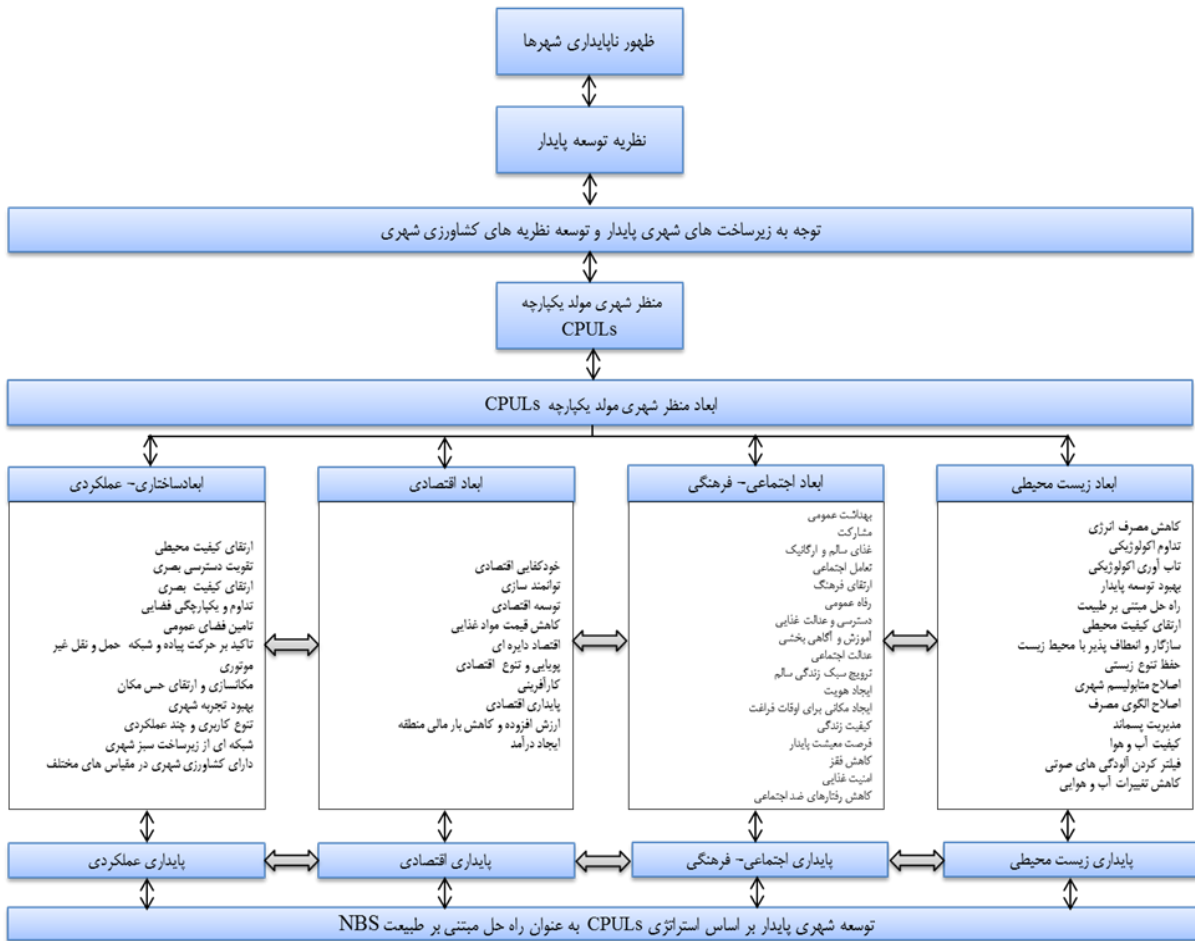 ظهور ناپایداری شهرها
نظریه توسعه پایدار
توجه به زیرساخت های شهری پایدار و توسعه نظریه های کشاورزی شهری
منظر شهری مولد یکپارچه
CPULs
ابعاد منظر شهری مولد یکپارچه CPULs
ابعاد زیست محیطی
کاهش مصرف انرژی
تداوم اکولوژیکی
تاب آوری اکولوژیکی
بهبود توسعه پایدار
راه حل مبتنی بر طبیعت
ارتقای کیفیت محیطی
سازگار و انعطاف پذیر با محیط زیست
حفظ تنوع زیستی
اصلاح متابولیسم شهری
اصلاح الگوی مصرف
مدیریت پسماند
کیفیت آب و هوا
فیلتر کردن آلودگی های صوتی
کاهش تغییرات آب و هوایی
ابعاد اجتماعی- فرهنگی
بهداشت عمومی
مشارکت
غذای سالم و ارگانیک
تعامل اجتماعی
ارتقای فرهنگ
رفاه عمومی
دسترسی و عدالت غذایی
آموزش و آگاهی بخشی
عدالت اجتماعی
ترویج سبک زندگی سالم
ایجاد هویت
ایجاد مکانی برای اوقات فراغت
کیفیت زندگی
فرصت معیشت پایدار
کاهش فقز
امنیت غذایی
کاهش رفتارهای ضد اجتماعی
ابعاد اقتصادی
خودکفایی اقتصادی
توانمند سازی
توسعه اقتصادی
کاهش قیمت مواد غذایی
اقتصاد دایره ای
پویایی و تنوع اقتصادی
کارآفرینی
پایداری اقتصادی
ارزش افزوده و کاهش بار مالی منطقه
ایجاد درآمد
ابعادساختاری- عملکردی
ارتقای کیفیت محیطی
تقویت دسترسی بصری
ارتقای کیفیت بصری
تداوم و یکپارچگی فضایی
تامین فضای عمومی
تاکید بر حرکت پیاده و شبکه حمل و نقل غیر
موتوری
مکانسازی و ارتقای حس مکان
بهبود تجربه شهری
تنوع کاربری و چند عملکردی
شبکه ای از زیرساخت سبز شهری
دارای کشاورزی شهری در مقیاس های مختلف
پایداری زیست محیطی
پایداری اجتماعی- فرهنگی
پایداری اقتصادی
پایداری عملکردی
توسعه شهری پایدار بر اساس استراتژی CPULs به عنوان راه حل مبتنی بر طبیعت NBS